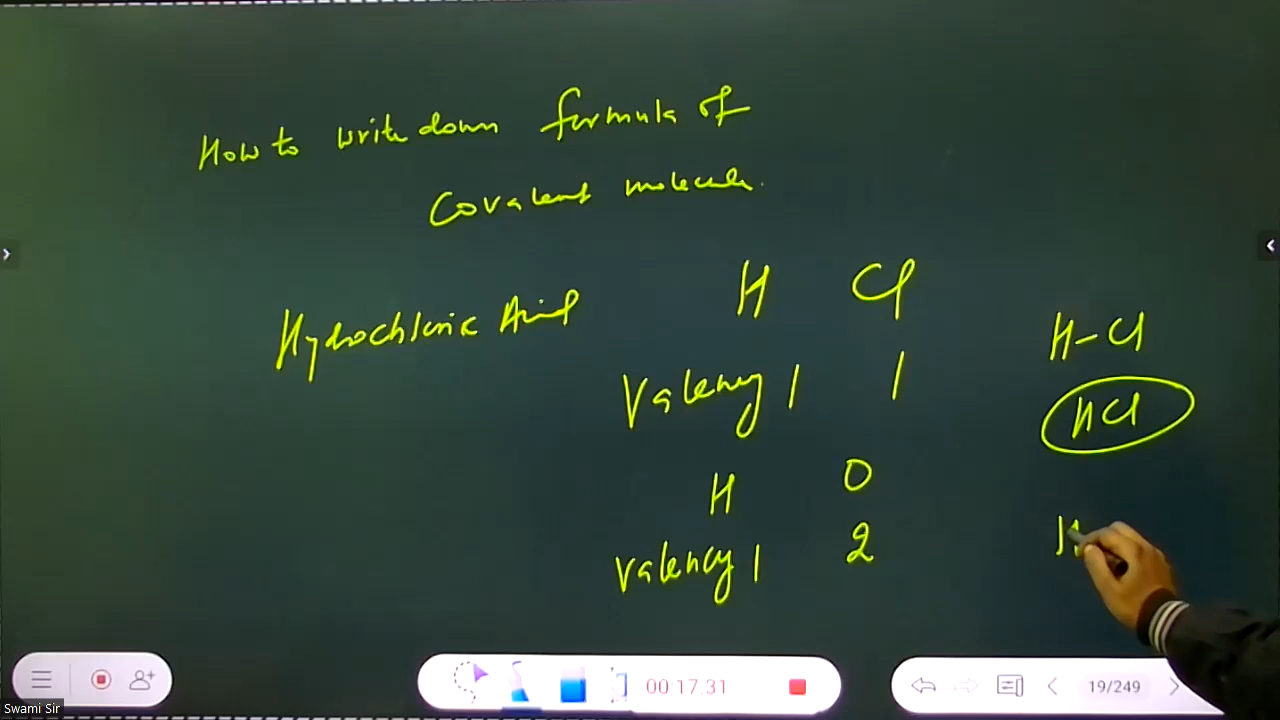 How to write down formula of
Covalent molecule.
Hydrochloric Acid
H Cl
Valency 1 1
H-Cl
HCl
H O
Valency 1 2
H
00:17:31
19/249
Swami Sir